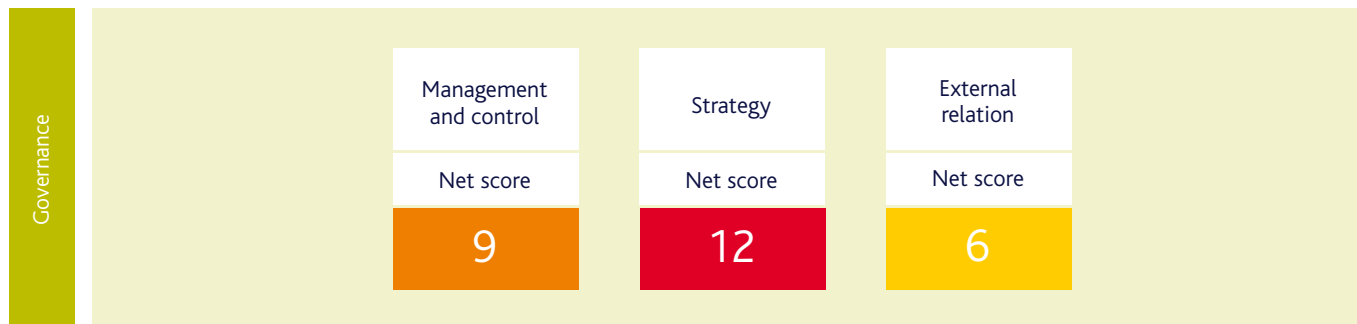 Governance
Management
and control
Net score
9
Strategy
Net score
12
External
relation
Net score
6